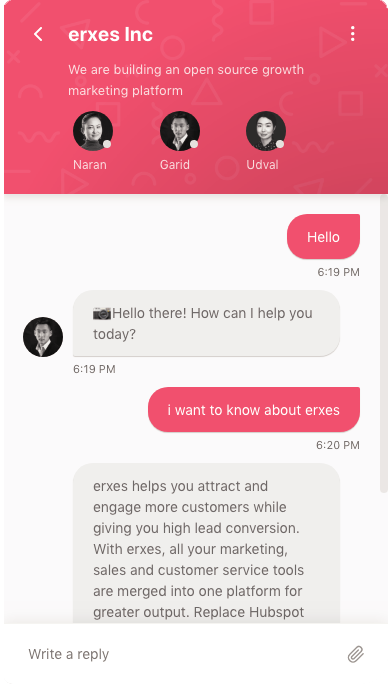 erxes Inc
We are building an open source growth
marketing platform
Naran
Garid
Udval
Hello
6:19 PM
📷Hello there! How can I help you
today?
6:19 PM
i want to know about erxes
6:20 PM
erxes helps you attract and
engage more customers while
giving you high lead conversion.
With erxes, all your marketing,
sales and customer service tools
are merged into one platform for
greater output. Replace Hubspot
Write a reply